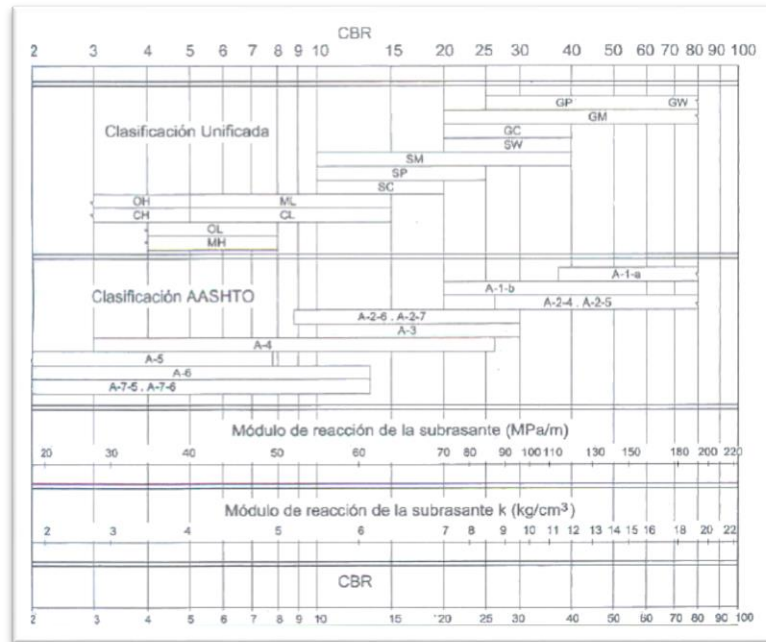 CBR
2 3 4 5 6 7 8 9 10 15 20 25 30 40 50 60 70 80 90 100
GP GW
Clasificación Unificada
GM
GC
SW
SM
SP
SC
OH ML
CH CL
OL
MH
A-1-a
Clasificación AASHTO
A-1-b
A-2-4 . A-2-5
A-2-6 . A-2-7
A-3
A-4
A-5
A-6
A-7-5 . A-7-6
Módulo de reacción de la subrasante (MPa/m)
20 30 40 50 60 70 80 90 100 110 130 150 180 200 220
Módulo de reacción de la subrasante k (kg/cm³)
2 3 4 5 6 7 8 9 10 11 12 13 14 15 16 18 20 22
CBR
2 3 4 5 6 7 8 9 10 15 20 25 30 40 50 60 70 80 90 100